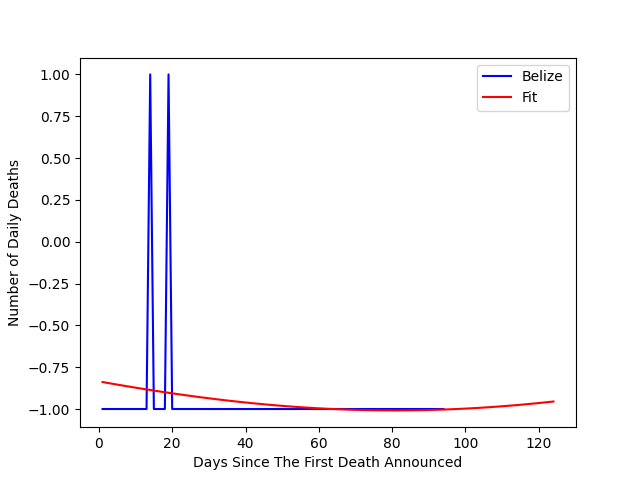 Belize
Fit
1.00
0.75
0.50
0.25
0.00
−0.25
−0.50
−0.75
−1.00
Number of Daily Deaths
0 20 40 60 80 100 120
Days Since The First Death Announced